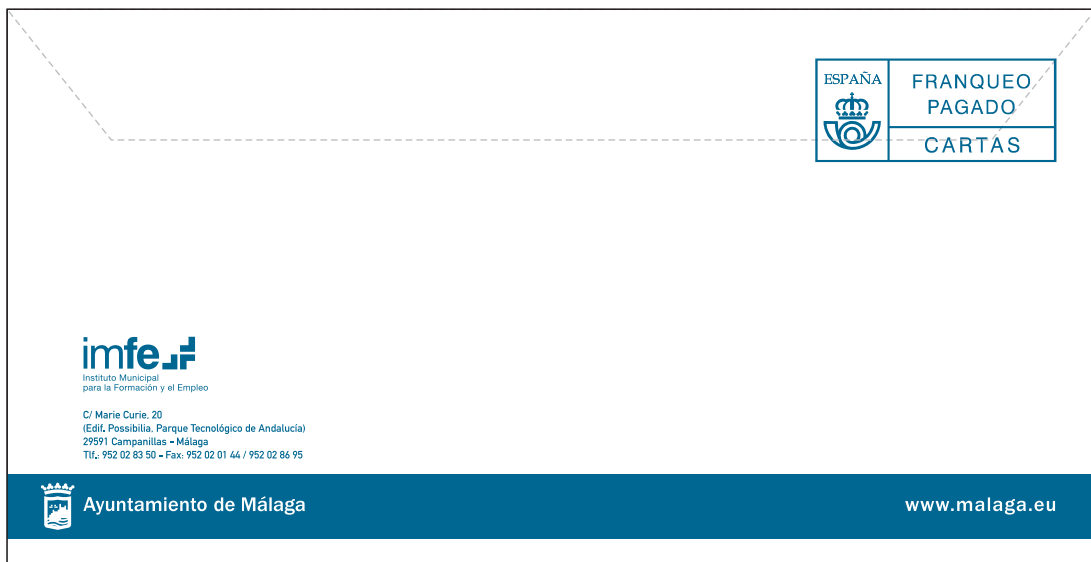 ESPAÑA
FRANQUEO
PAGADO
CARTAS
imfe
Instituto Municipal
para la Formación y el Empleo
C/ Marie Curie, 20
(Edif. Possibilia, Parque Tecnológico de Andalucía)
29591 Campanillas - Málaga
Tlf.: 952 02 83 50 - Fax: 952 02 01 44 / 952 02 86 95
Ayuntamiento de Málaga
www.malaga.eu